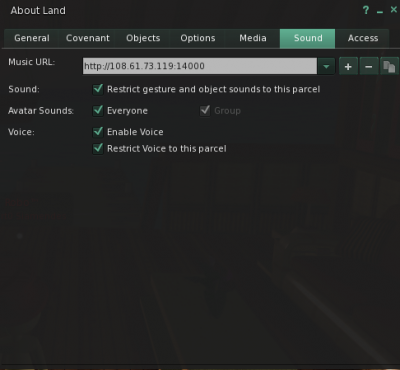 About Land
General Covenant Objects Options Media Sound Access
Music URL: http://108.61.73.119:14000
Sound: Restrict gesture and object sounds to this parcel
Avatar Sounds: Everyone Group
Voice: Enable Voice
Restrict Voice to this parcel